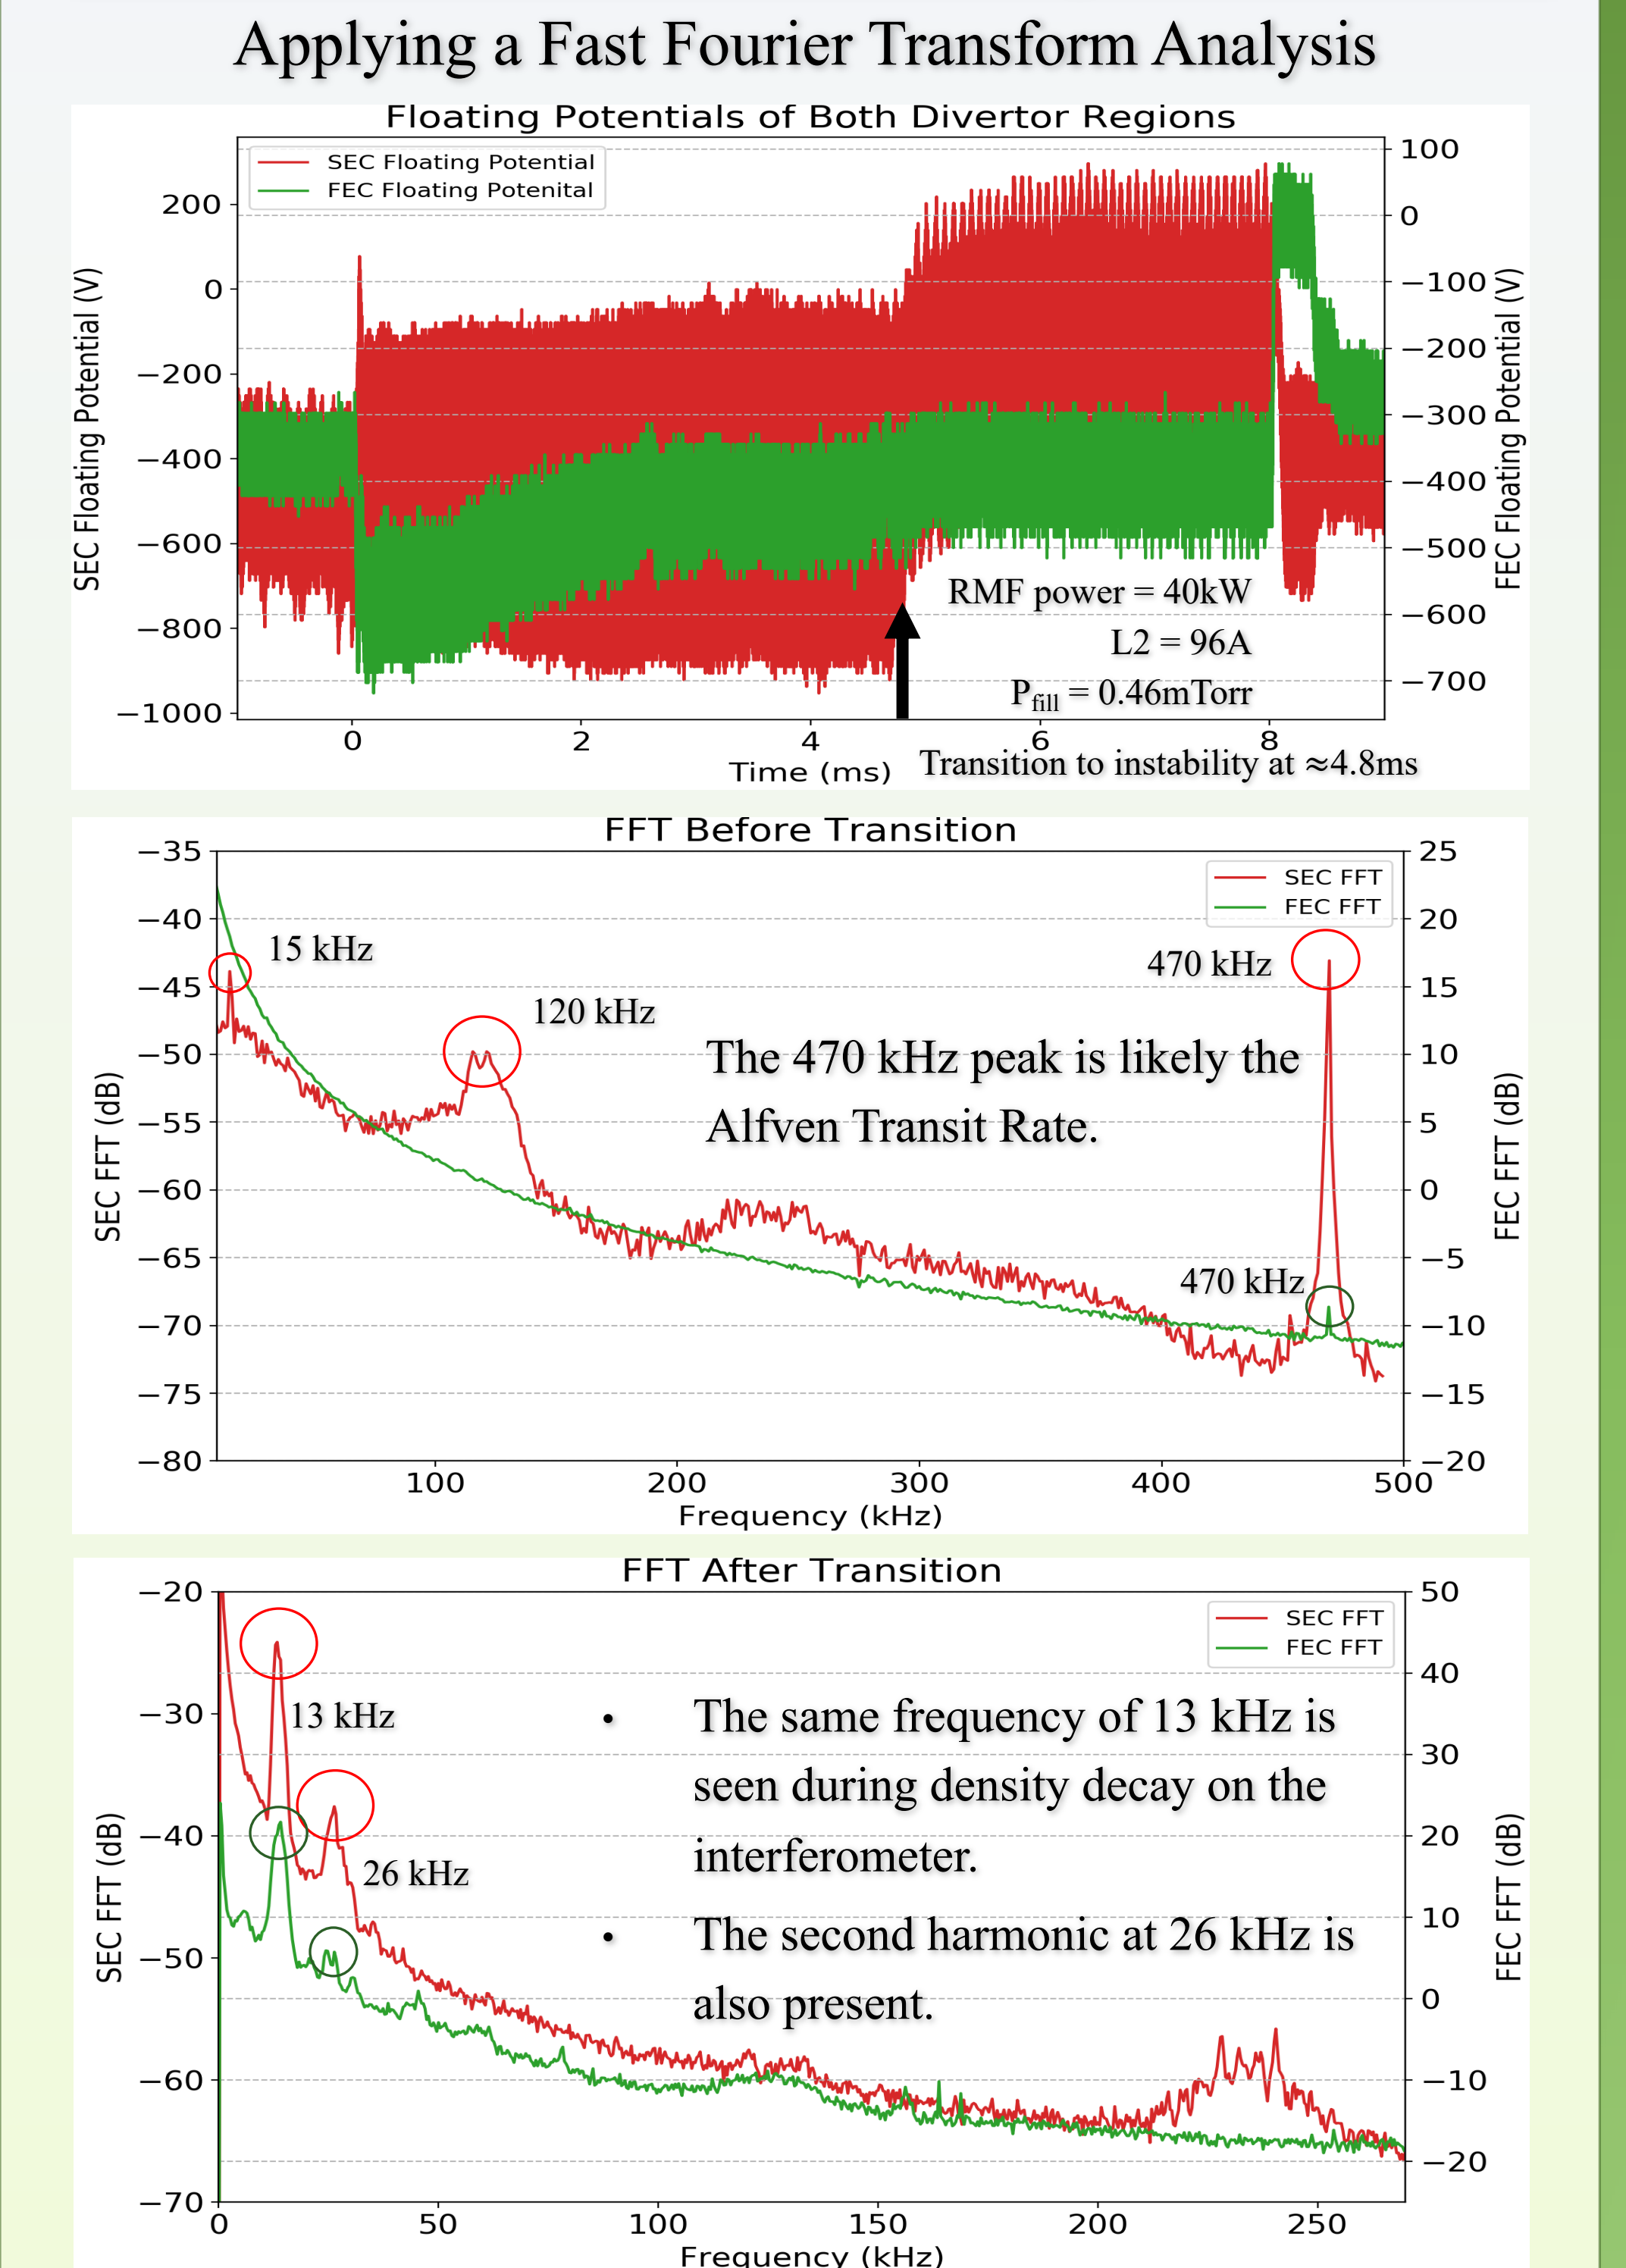 Applying a Fast Fourier Transform Analysis
Floating Potentials of Both Divertor Regions
SEC Floating Potential
FEC Floating Potenital
200
0
−200
−400
−600
−800
−1000
SEC Floating Potential (V)
100
0
−100
−200
−300
−400
−500
−600
−700
FEC Floating Potential (V)
RMF power = 40kW
L2 = 96A
Pfill = 0.46mTorr
0 2 4 6 8
Time (ms)
Transition to instability at ≈4.8ms
FFT Before Transition
SEC FFT
FEC FFT
−35
−40
−45
−50
−55
−60
−65
−70
−75
−80
SEC FFT (dB)
25
20
15
10
5
0
−5
−10
−15
−20
FEC FFT (dB)
15 kHz
470 kHz
120 kHz
The 470 kHz peak is likely the
Alfven Transit Rate.
470 kHz
100 200 300 400 500
Frequency (kHz)
FFT After Transition
SEC FFT
FEC FFT
−20
−30
−40
−50
−60
−70
SEC FFT (dB)
50
40
30
20
10
0
−10
−20
FEC FFT (dB)
13 kHz
26 kHz
• The same frequency of 13 kHz is
seen during density decay on the
interferometer.
• The second harmonic at 26 kHz is
also present.
0 50 100 150 200 250
Frequency (kHz)